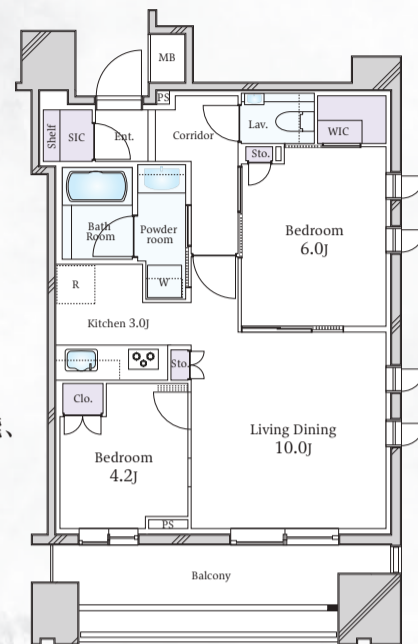 MB
PS
Shelf
SIC
Ent.
Corridor
Lav.
WIC
Sto.
Bath
Room
Powder
room
Bedroom
6.0J
R
W
Kitchen 3.0J
Sto.
Clo.
Bedroom
4.2J
Living Dining
10.0J
PS
Balcony